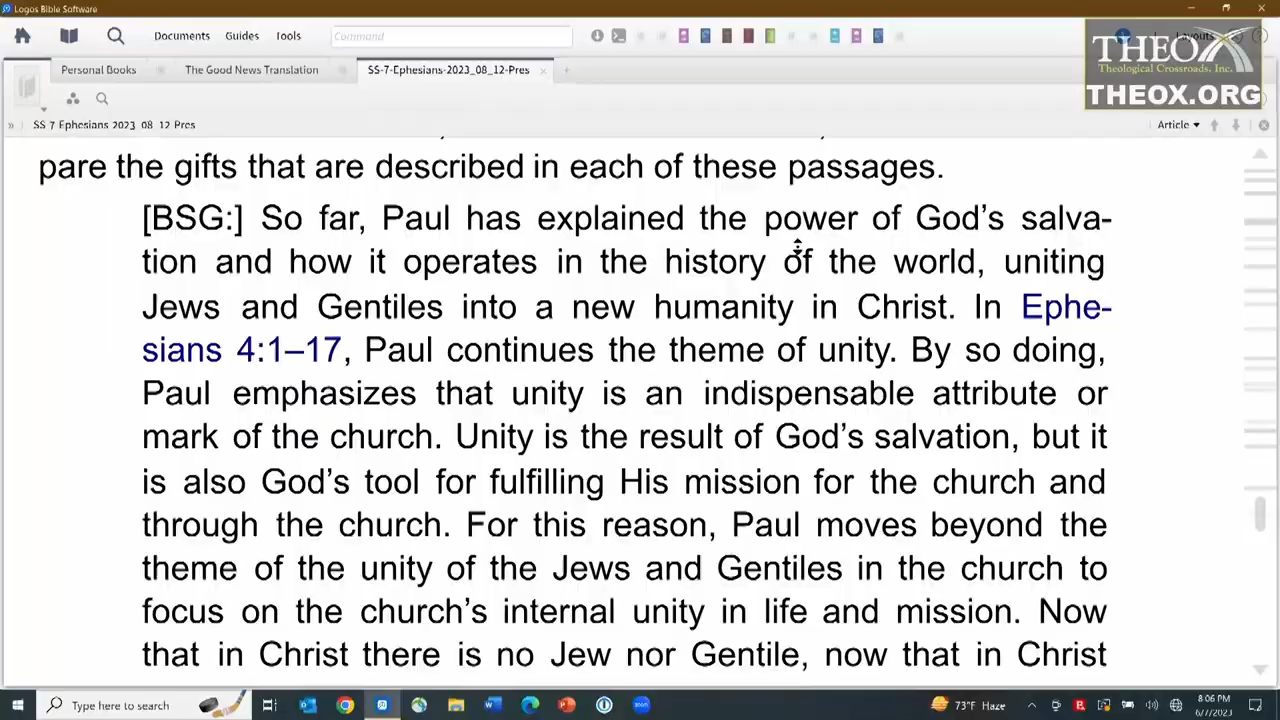 Logos Bible Software
Documents Guides Tools Command Layouts
THEOX
Theological Crossroads, Inc.
THEOX.ORG
Personal Books The Good News Translation SS-7-Ephesians-2023_08_12-Pres
SS 7 Ephesians 2023 08 12 Pres Article
pare the gifts that are described in each of these passages.
[BSG:] So far, Paul has explained the power of God’s salva-
tion and how it operates in the history of the world, uniting
Jews and Gentiles into a new humanity in Christ. In Ephe-
sians 4:1–17, Paul continues the theme of unity. By so doing,
Paul emphasizes that unity is an indispensable attribute or
mark of the church. Unity is the result of God’s salvation, but it
is also God’s tool for fulfilling His mission for the church and
through the church. For this reason, Paul moves beyond the
theme of the unity of the Jews and Gentiles in the church to
focus on the church’s internal unity in life and mission. Now
that in Christ there is no Jew nor Gentile, now that in Christ
Type here to search 73°F Haze 8:06 PM
6/7/2023